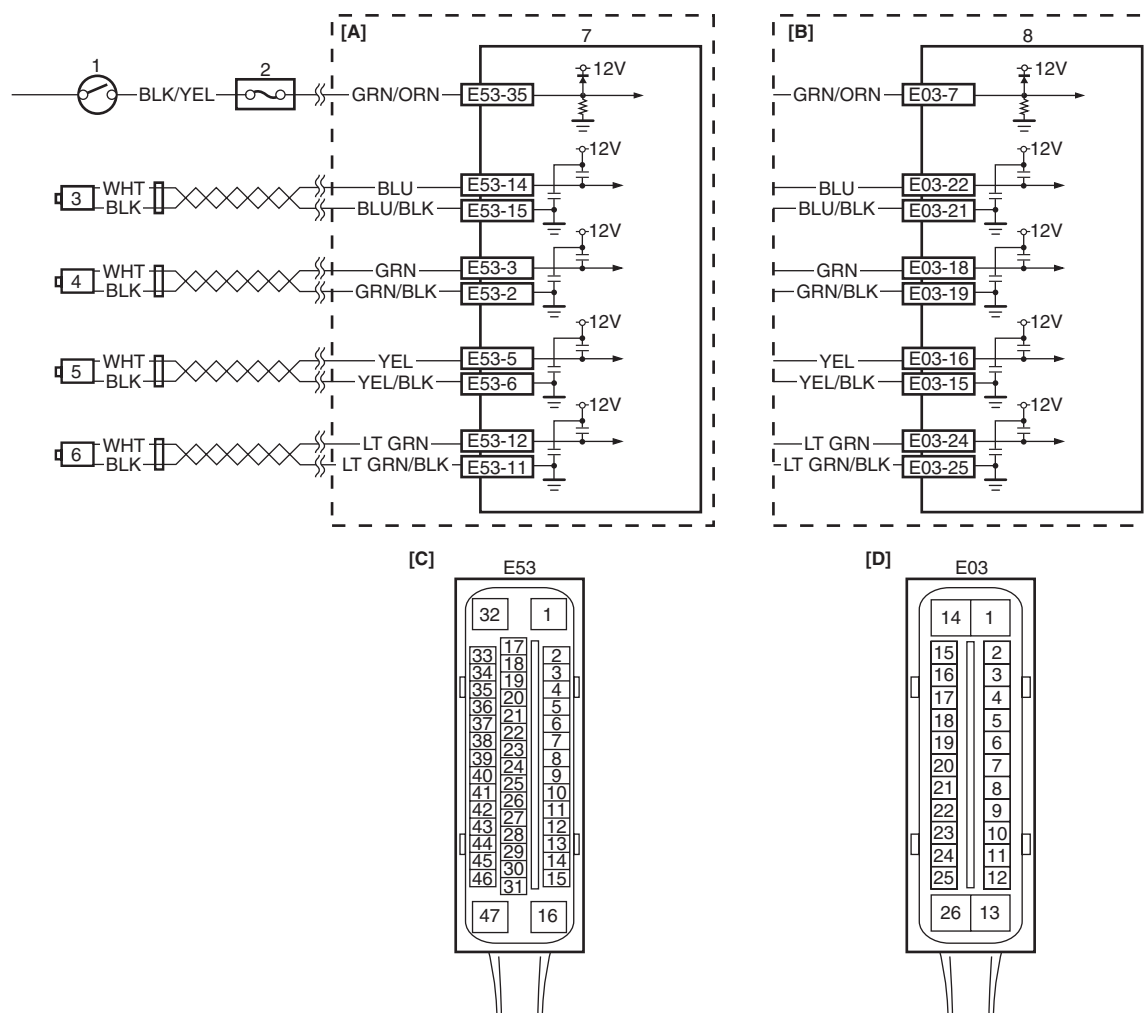 [A]
7
[B]
8
1
2
12V
12V
BLK/YEL
GRN/ORN
E53-35
GRN/ORN
E03-7
12V
12V
3
WHT
BLU
E53-14
BLU
E03-22
BLK
BLU/BLK
E53-15
BLU/BLK
E03-21
12V
12V
4
WHT
GRN
E53-3
GRN
E03-18
BLK
GRN/BLK
E53-2
GRN/BLK
E03-19
12V
12V
5
WHT
YEL
E53-5
YEL
E03-16
BLK
YEL/BLK
E53-6
YEL/BLK
E03-15
12V
12V
6
WHT
LT GRN
E53-12
LT GRN
E03-24
BLK
LT GRN/BLK
E53-11
LT GRN/BLK
E03-25
[C]
E53
32 1
17
33 18 2
34 19 3
35 20 4
36 21 5
37 22 6
38 23 7
39 24 8
40 25 9
41 26 10
42 27 11
43 28 12
44 29 13
45 30 14
46 31 15
47 16
[D]
E03
14 1
15 2
16 3
17 4
18 5
19 6
20 7
21 8
22 9
23 10
24 11
25 12
26 13